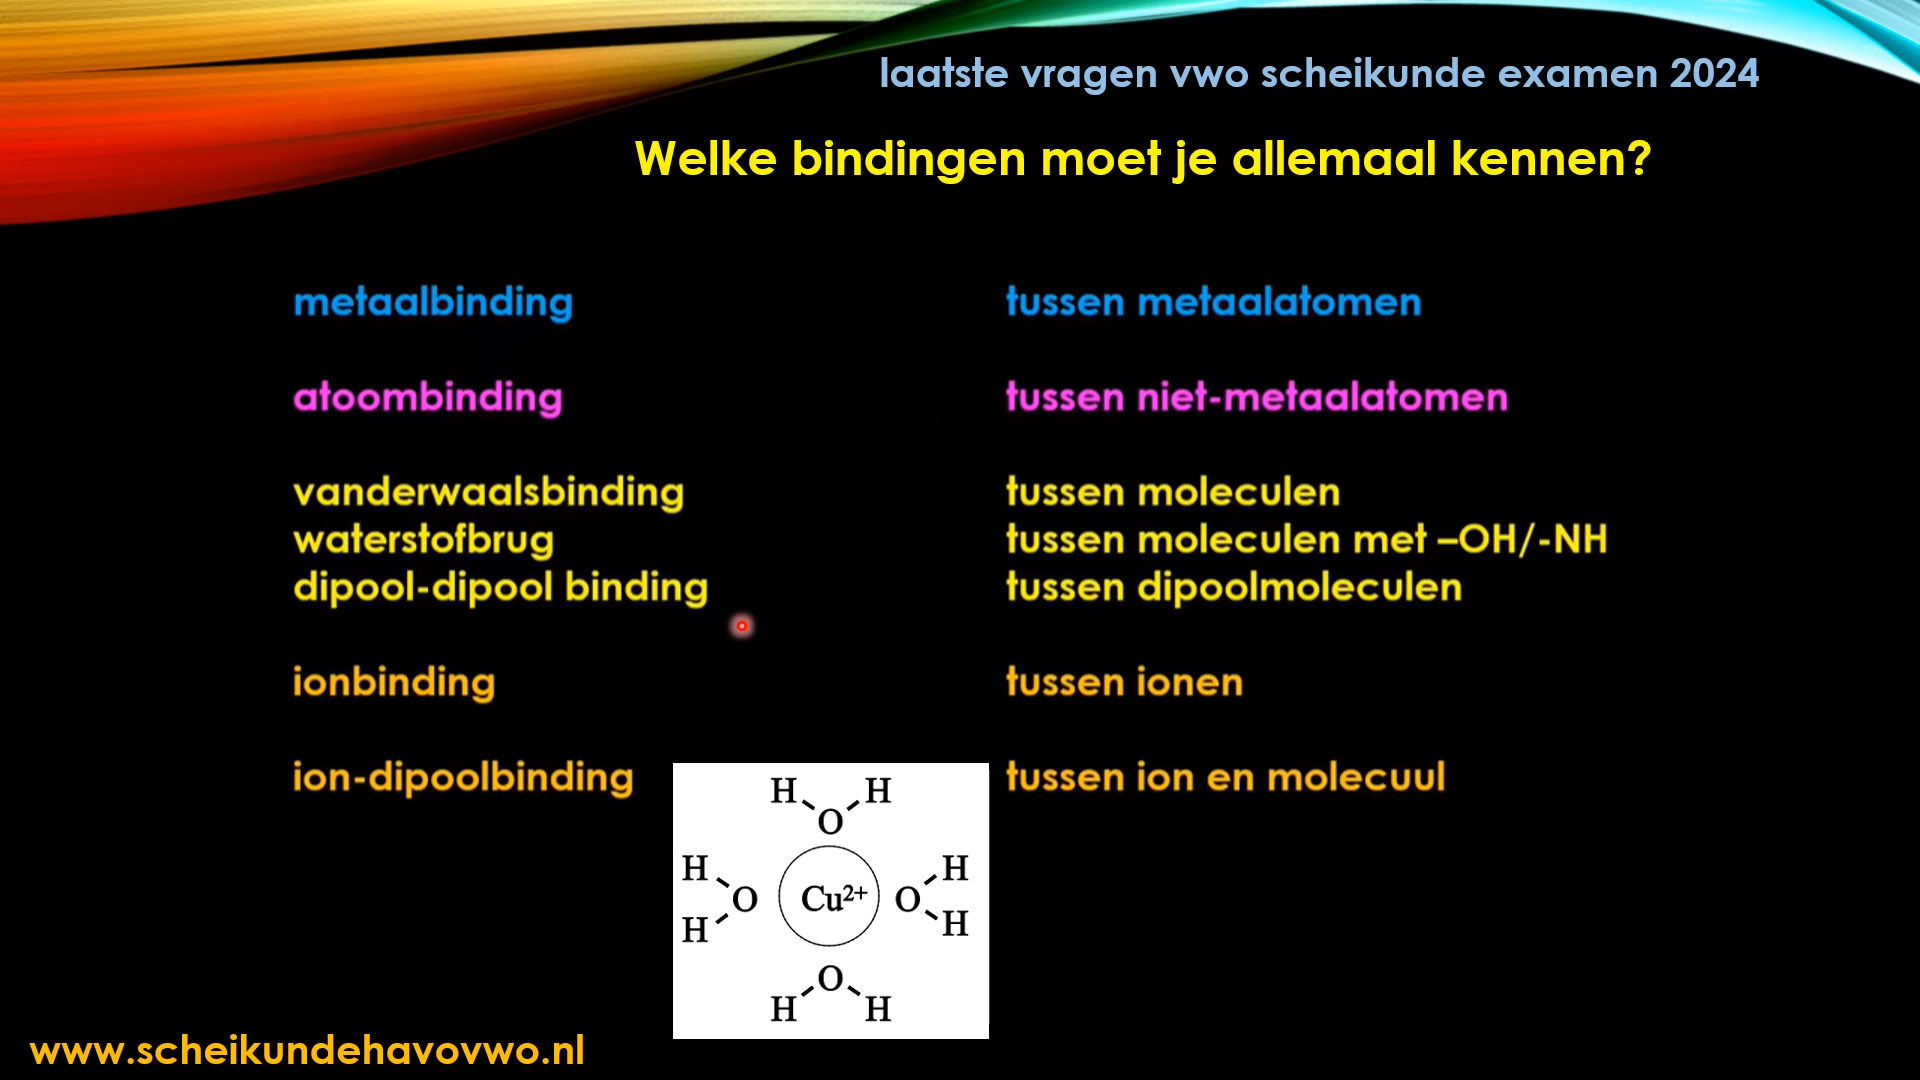 laatste vragen vwo scheikunde examen 2024
Welke bindingen moet je allemaal kennen?
metaalbinding tussen metaalatomen
atoombinding tussen niet-metaalatomen
vanderwaalsbinding tussen moleculen
waterstofbrug tussen moleculen met –OH/-NH
dipool-dipool binding tussen dipoolmoleculen
ionbinding tussen ionen
ion-dipoolbinding tussen ion en molecuul
H H
O
H H
O Cu²⁺ O
H H
O
H H
www.scheikundehavovwo.nl